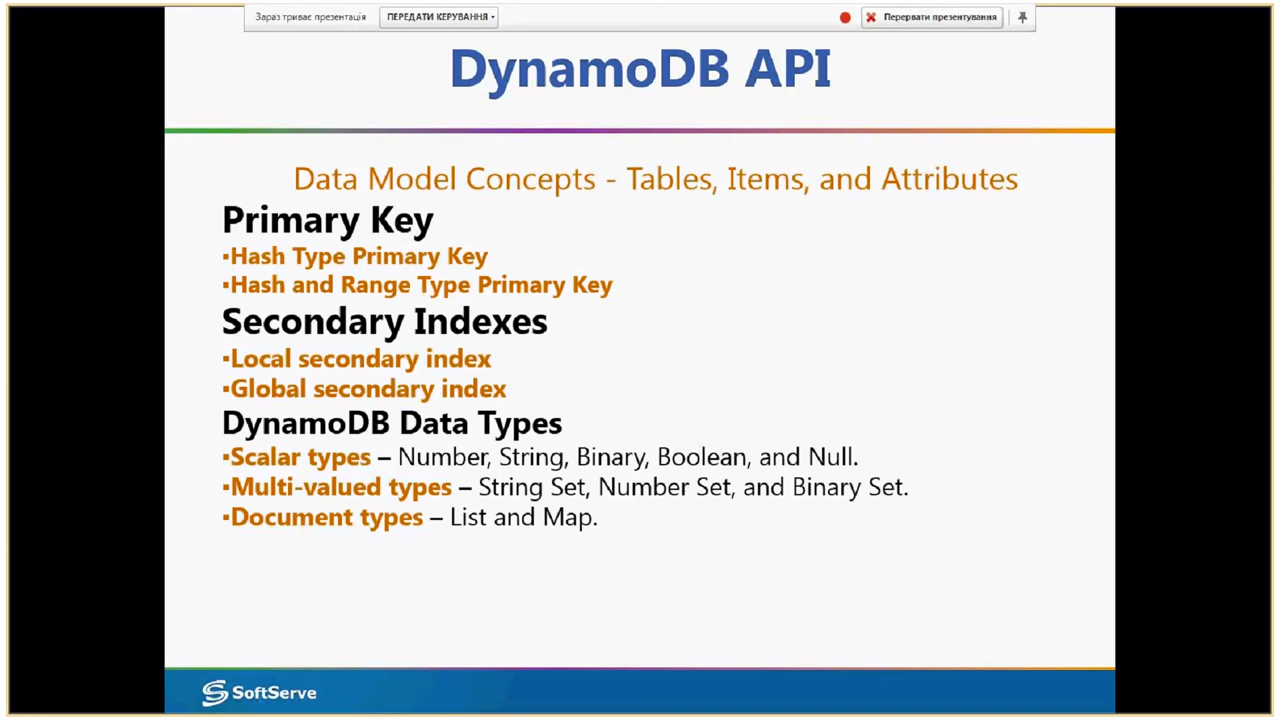 Зараз триває презентація ПЕРЕДАТИ КЕРУВАННЯ Перервати презентування
DynamoDB API
Data Model Concepts - Tables, Items, and Attributes
Primary Key
▪Hash Type Primary Key
▪Hash and Range Type Primary Key
Secondary Indexes
▪Local secondary index
▪Global secondary index
DynamoDB Data Types
▪Scalar types – Number, String, Binary, Boolean, and Null.
▪Multi-valued types – String Set, Number Set, and Binary Set.
▪Document types – List and Map.
SoftServe